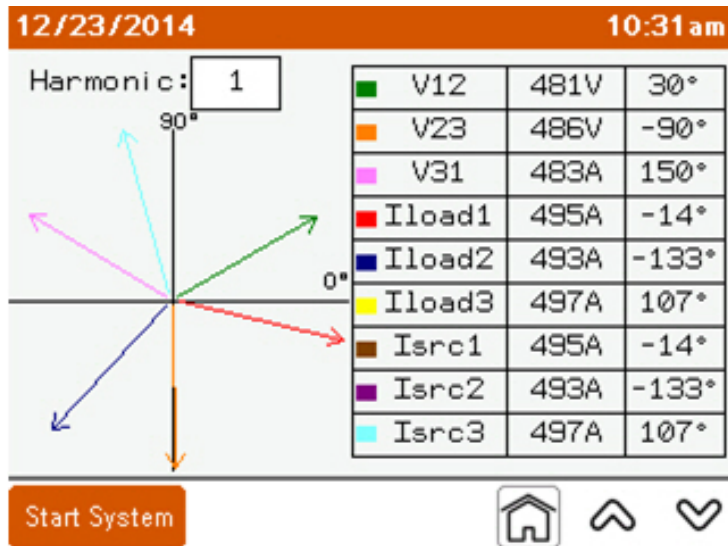 12/23/2014 10:31am
Harmonic: 1
90°
0°
V12 481V 30°
V23 486V -90°
V31 483A 150°
Iload1 495A -14°
Iload2 493A -133°
Iload3 497A 107°
Isrc1 495A -14°
Isrc2 493A -133°
Isrc3 497A 107°
Start System